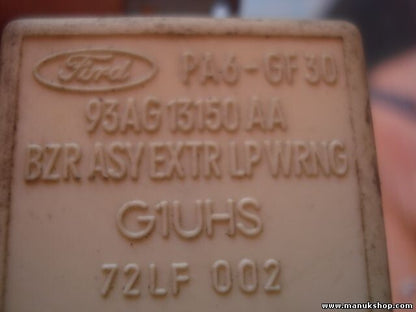 Ford PA6-GF30
93AG13150AA
BZR ASY EXTR LP WRNG
G1UHS
72LF 002
www.manukshop.com